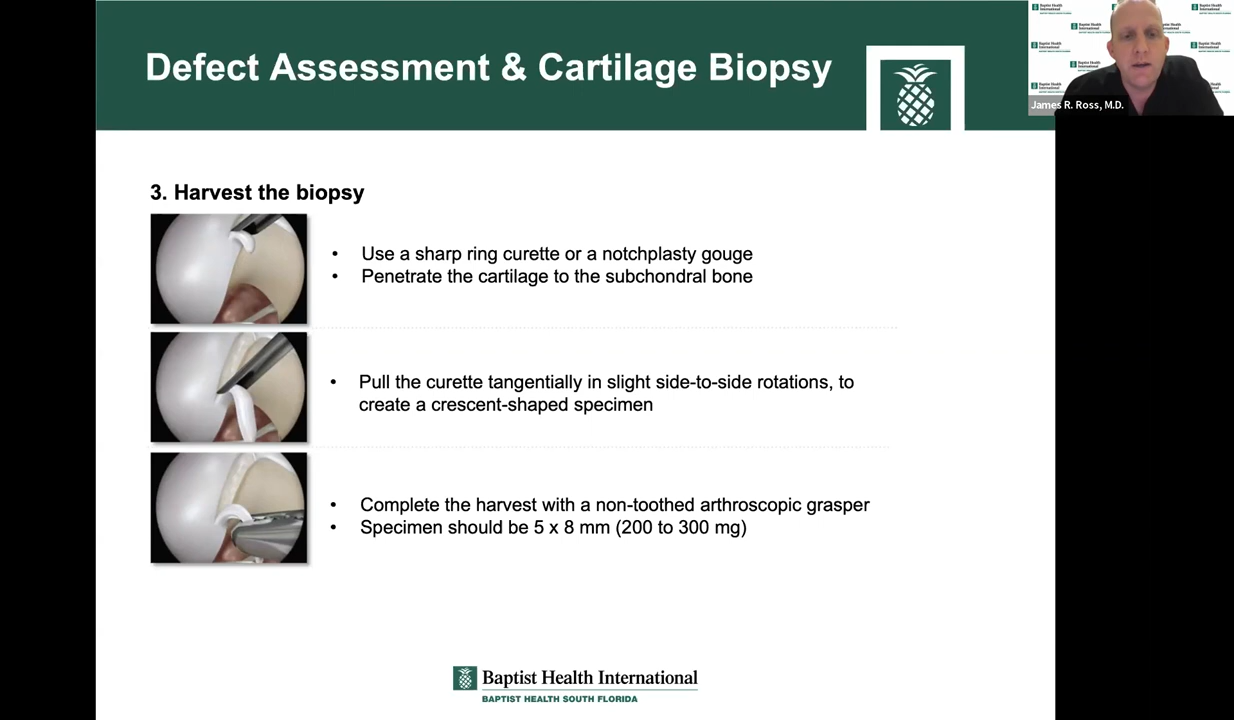 Defect Assessment & Cartilage Biopsy
James R. Ross, M.D.
3. Harvest the biopsy
• Use a sharp ring curette or a notchplasty gouge
• Penetrate the cartilage to the subchondral bone
• Pull the curette tangentially in slight side-to-side rotations, to
create a crescent-shaped specimen
• Complete the harvest with a non-toothed arthroscopic grasper
• Specimen should be 5 x 8 mm (200 to 300 mg)
Baptist Health International
BAPTIST HEALTH SOUTH FLORIDA